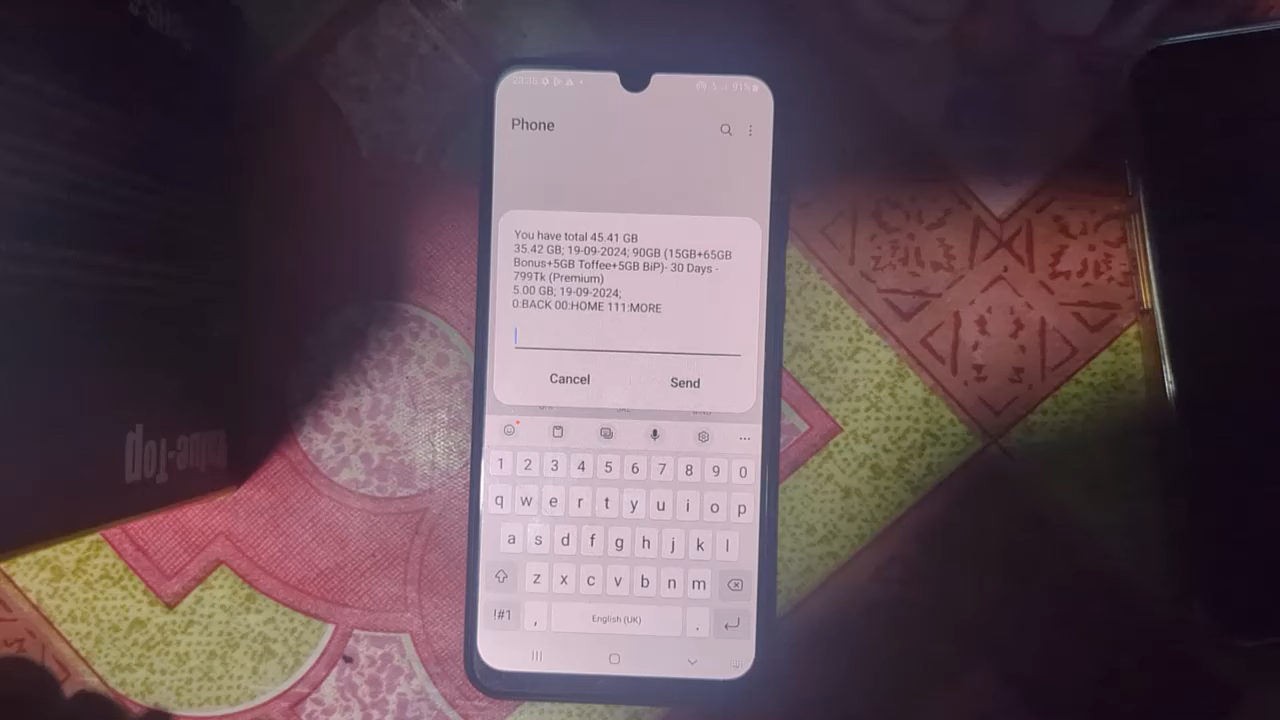 91%
Phone
You have total 45.41 GB
35.42 GB; 19-09-2024; 90GB (15GB+65GB
Bonus+5GB Toffee+5GB BiP)- 30 Days -
799Tk (Premium)
5.00 GB; 19-09-2024;
0:BACK 00:HOME 111:MORE
Cancel Send
1 2 3 4 5 6 7 8 9 0
q w e r t y u i o p
a s d f g h j k l
z x c v b n m
!#1 , English (UK) .